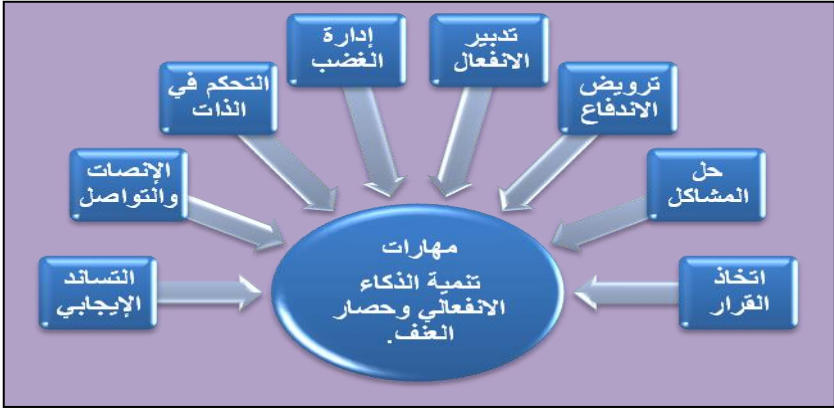 إدارة
الغضب
تدبير
الانفعال
التحكم في
الذات
ترويض
الاندفاع
الإنصات
والتواصل
حل
المشاكل
التساند
الإيجابي
اتخاذ
القرار
مهارات
تنمية الذكاء
الانفعالي وحصار
العنف.